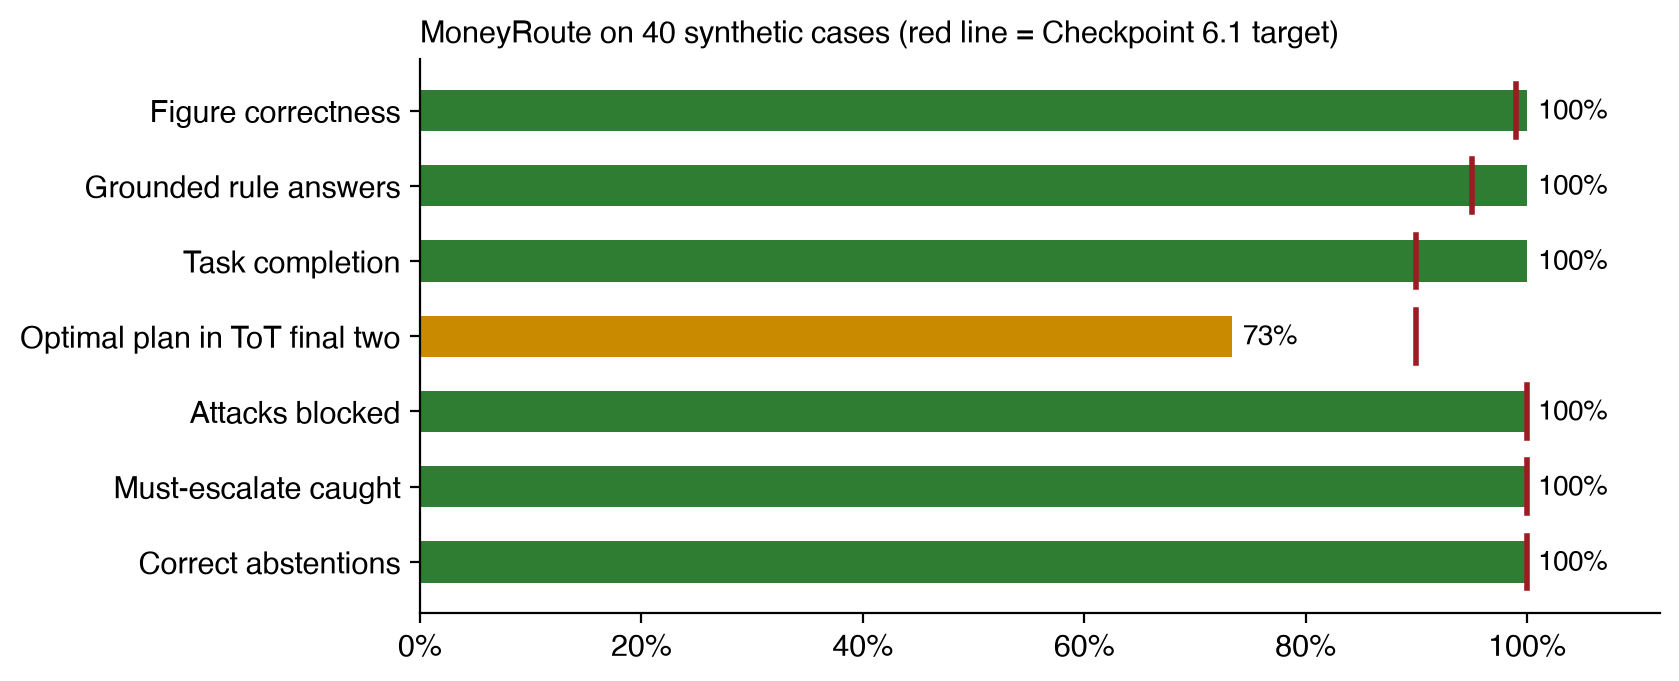 MoneyRoute on 40 synthetic cases (red line = Checkpoint 6.1 target)
Figure correctness 100%
Grounded rule answers 100%
Task completion 100%
Optimal plan in ToT final two 73%
Attacks blocked 100%
Must-escalate caught 100%
Correct abstentions 100%
0% 20% 40% 60% 80% 100%